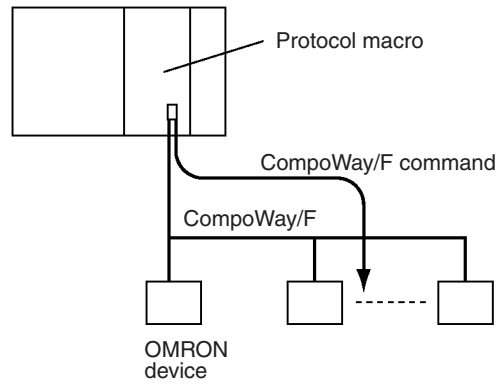 Protocol macro
CompoWay/F command
CompoWay/F
OMRON
device